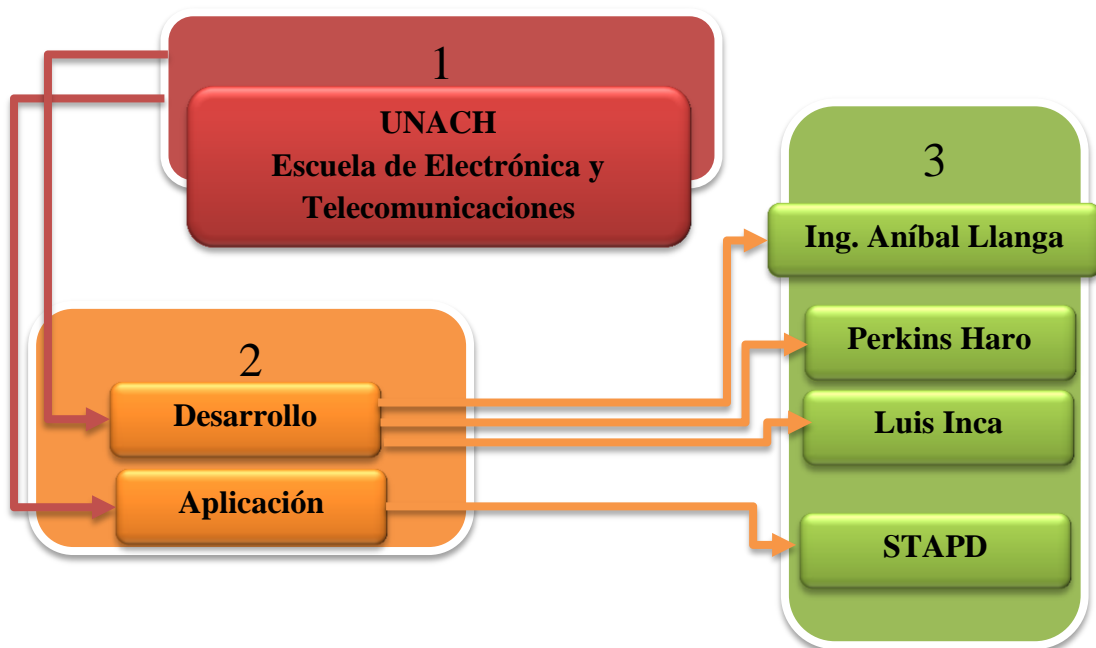 1
UNACH
Escuela de Electrónica y
Telecomunicaciones
2
Desarrollo
Aplicación
3
Ing. Aníbal Llanga
Perkins Haro
Luis Inca
STAPD